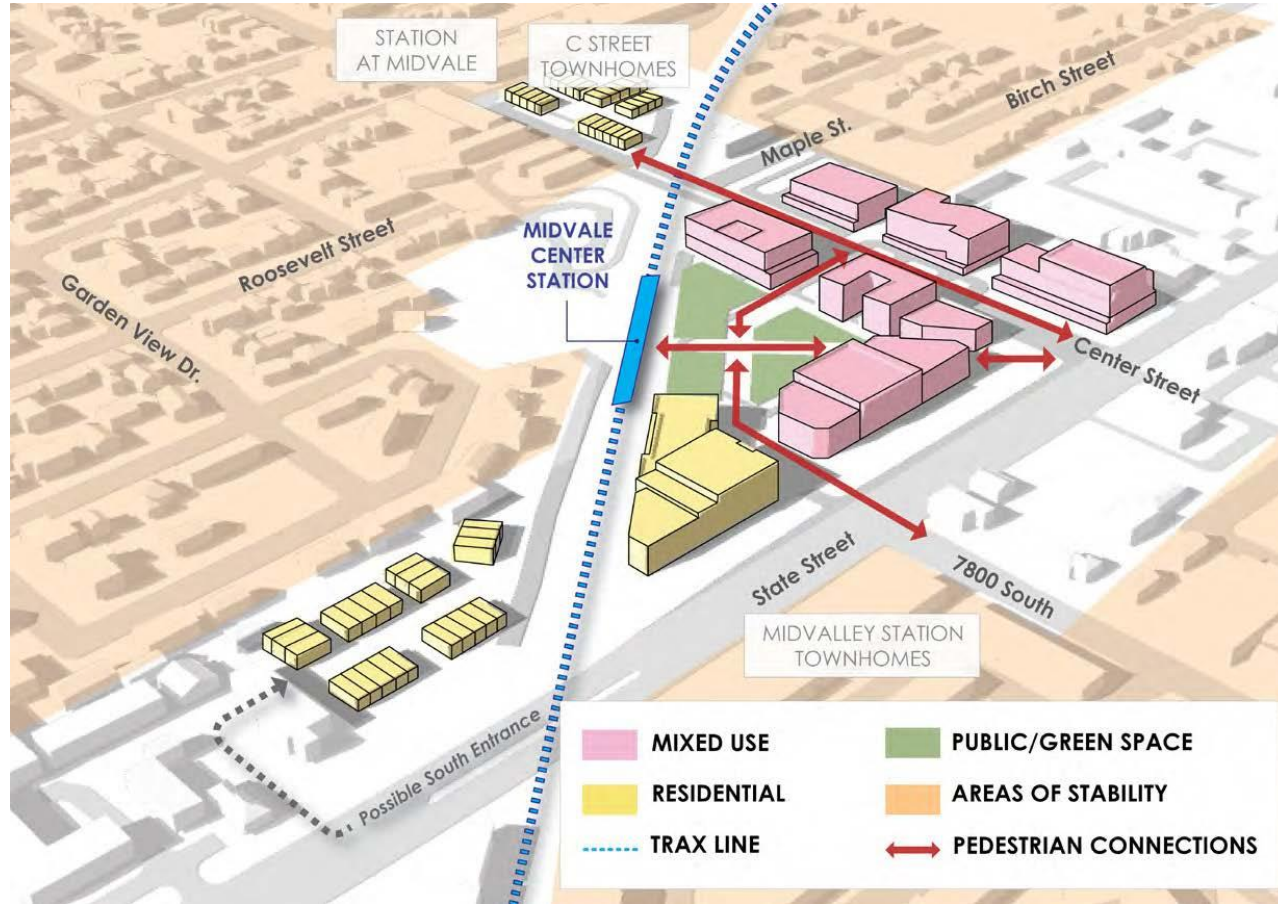 STATION
AT MIDVALE
C STREET
TOWNHOMES
Birch Street
Maple St.
MIDVALE
CENTER
STATION
Roosevelt Street
Garden View Dr.
Center Street
State Street
7800 South
MIDVALLEY STATION
TOWNHOMES
Possible South Entrance
MIXED USE
RESIDENTIAL
TRAX LINE
PUBLIC/GREEN SPACE
AREAS OF STABILITY
PEDESTRIAN CONNECTIONS